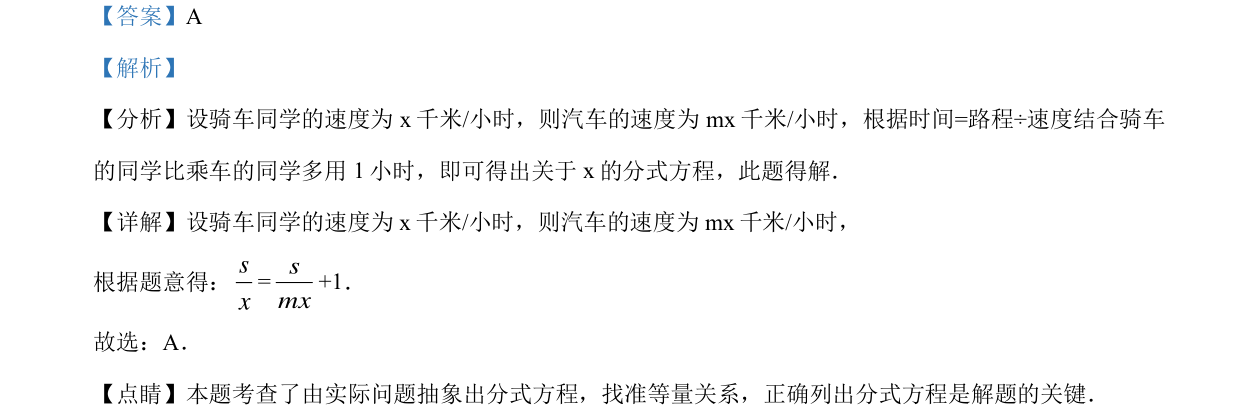 【答案】A
【解析】
【分析】设骑车同学的速度为 x 千米/小时，则汽车的速度为 mx 千米/小时，根据时间=路程÷速度结合骑车
的同学比乘车的同学多用 1 小时，即可得出关于 x 的分式方程，此题得解．
【详解】设骑车同学的速度为 x 千米/小时，则汽车的速度为 mx 千米/小时，
根据题意得：s/x=s/mx+1．
故选：A．
【点睛】本题考查了由实际问题抽象出分式方程，找准等量关系，正确列出分式方程是解题的关键．